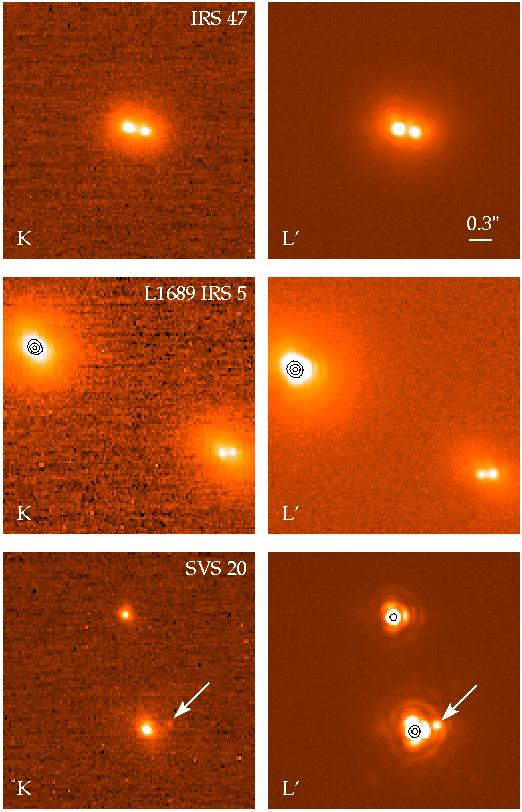 IRS 47
K
L′
0.3"
L1689 IRS 5
K
L′
SVS 20
K
L′